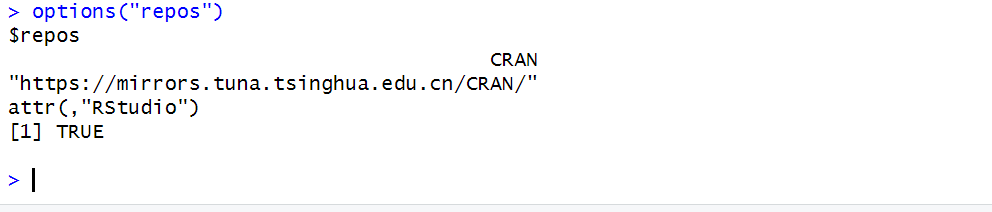 > options("repos")
$repos
CRAN
"https://mirrors.tuna.tsinghua.edu.cn/CRAN/"
attr(,"RStudio")
[1] TRUE
>